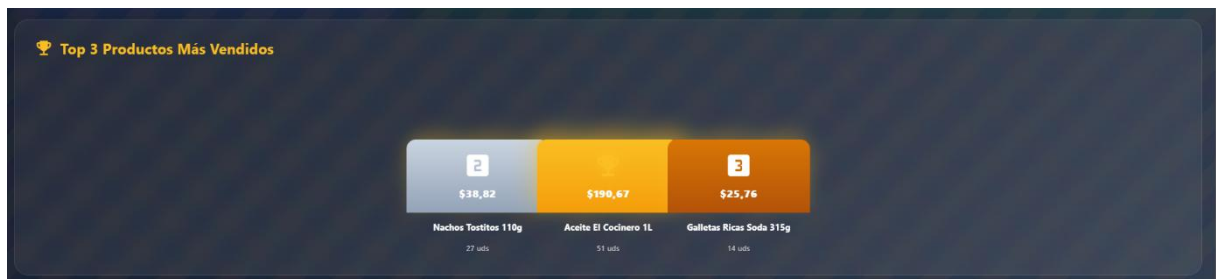 Top 3 Productos Más Vendidos
2
3
$38,82
$190,67
$25,76
Nachos Tostitos 110g
Aceite El Cocinero 1L
Galletas Ricas Soda 315g
27 uds
51 uds
14 uds